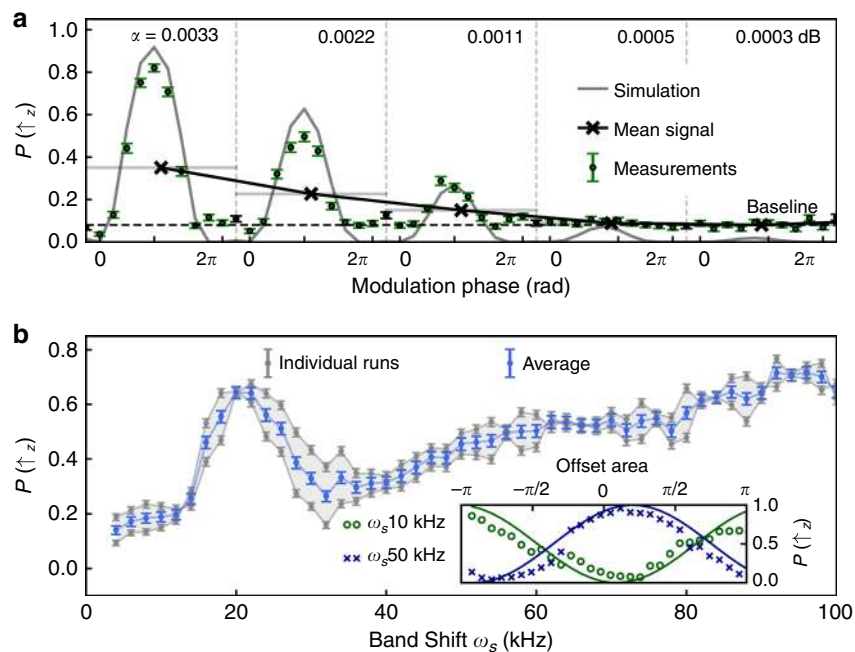 a
α = 0.0033 0.0022 0.0011 0.0005 0.0003 dB
1.0
0.8
0.6
0.4
0.2
0.0
P (↑z)
Simulation
Mean signal
Measurements
Baseline
0 2π 0 2π 0 2π 0 2π 0 2π
Modulation phase (rad)
b
0.8
0.6
0.4
0.2
0.0
P (↑z)
Individual runs
Average
Offset area
−π −π/2 0 π/2 π
ωs10 kHz
ωs50 kHz
1.0
0.5
0.0
P (↑z)
0 20 40 60 80 100
Band Shift ωs (kHz)